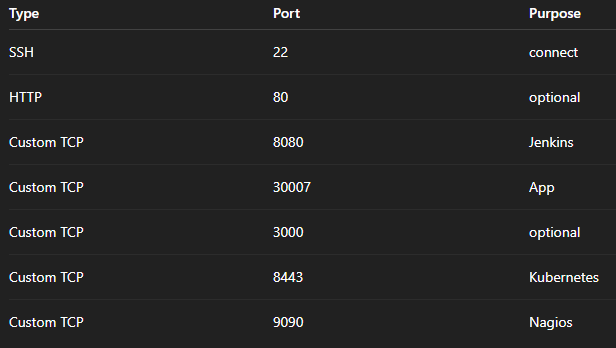 Type Port Purpose
SSH 22 connect
HTTP 80 optional
Custom TCP 8080 Jenkins
Custom TCP 30007 App
Custom TCP 3000 optional
Custom TCP 8443 Kubernetes
Custom TCP 9090 Nagios